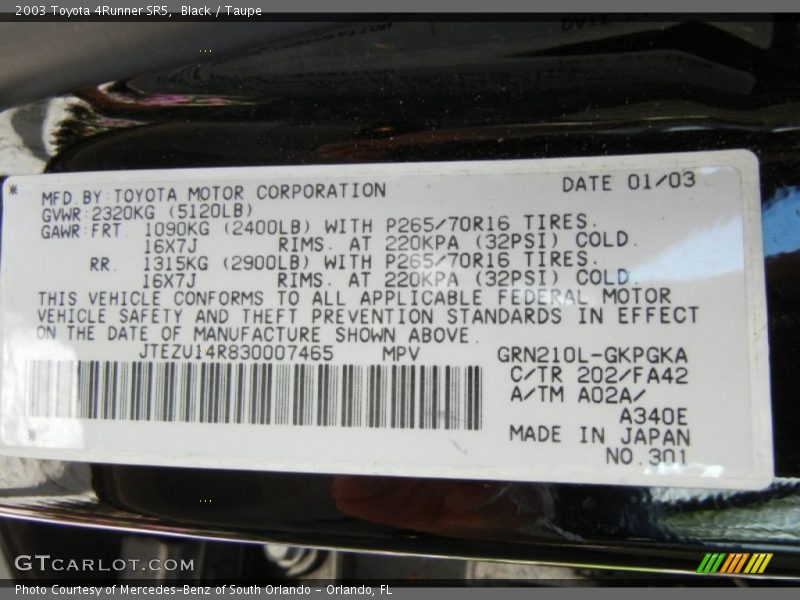 2003 Toyota 4Runner SR5, Black / Taupe
MFD.BY:TOYOTA MOTOR CORPORATION DATE 01/03
GVWR:2320KG (5120LB)
GAWR:FRT. 1090KG (2400LB) WITH P265/70R16 TIRES.
16X7J RIMS. AT 220KPA (32PSI) COLD.
RR. 1315KG (2900LB) WITH P265/70R16 TIRES.
16X7J RIMS. AT 220KPA (32PSI) COLD.
THIS VEHICLE CONFORMS TO ALL APPLICABLE FEDERAL MOTOR
VEHICLE SAFETY AND THEFT PREVENTION STANDARDS IN EFFECT
ON THE DATE OF MANUFACTURE SHOWN ABOVE.
JTEZU14R830007465 MPV GRN210L-GKPGKA
C/TR 202/FA42
A/TM A02A/
A340E
MADE IN JAPAN
NO.301
GTCARLOT.COM
Photo Courtesy of Mercedes-Benz of South Orlando - Orlando, FL